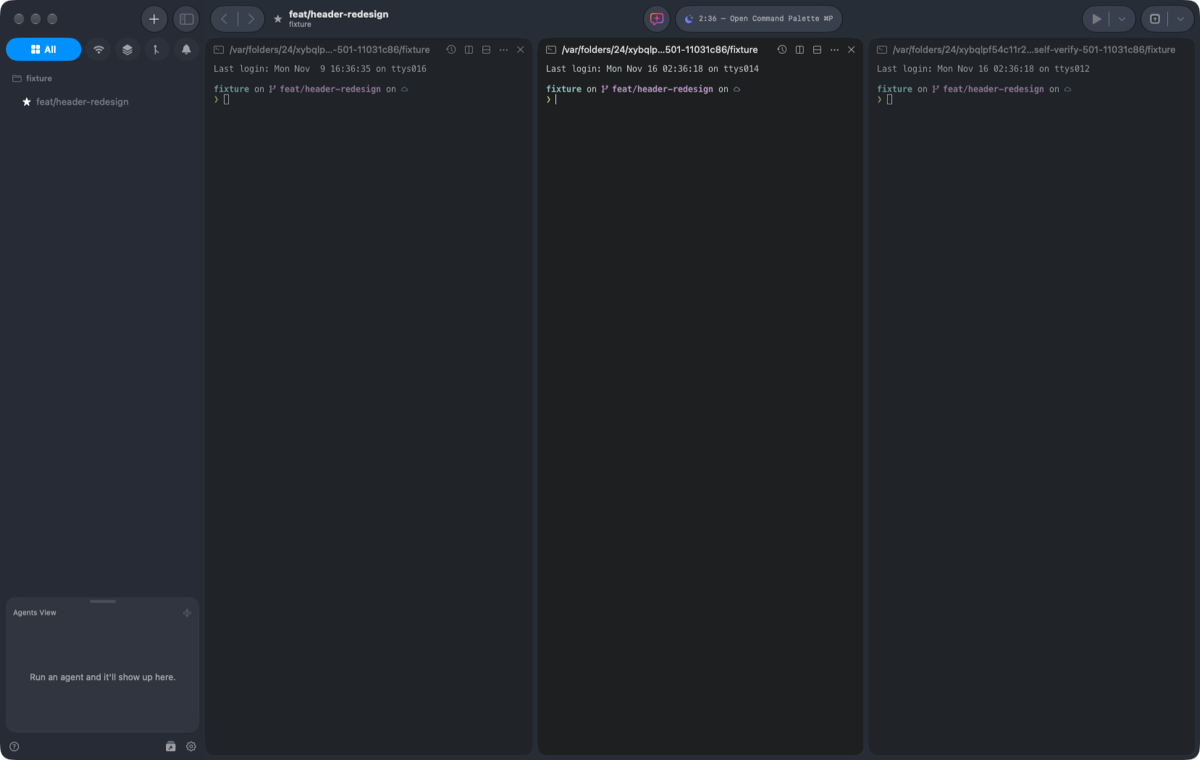 feat/header-redesign
fixture
2:36 — Open Command Palette ⌘P
All
fixture
feat/header-redesign
Agents View
Run an agent and it'll show up here.
/var/folders/24/xybqlp...-501-11031c86/fixture
Last login: Mon Nov  9 16:36:35 on ttys016
fixture on feat/header-redesign on
❯
/var/folders/24/xybqlp...501-11031c86/fixture
Last login: Mon Nov 16 02:36:18 on ttys014
fixture on feat/header-redesign on
❯
/var/folders/24/xybqlpf54c11r2...self-verify-501-11031c86/fixture
Last login: Mon Nov 16 02:36:18 on ttys012
fixture on feat/header-redesign on
❯